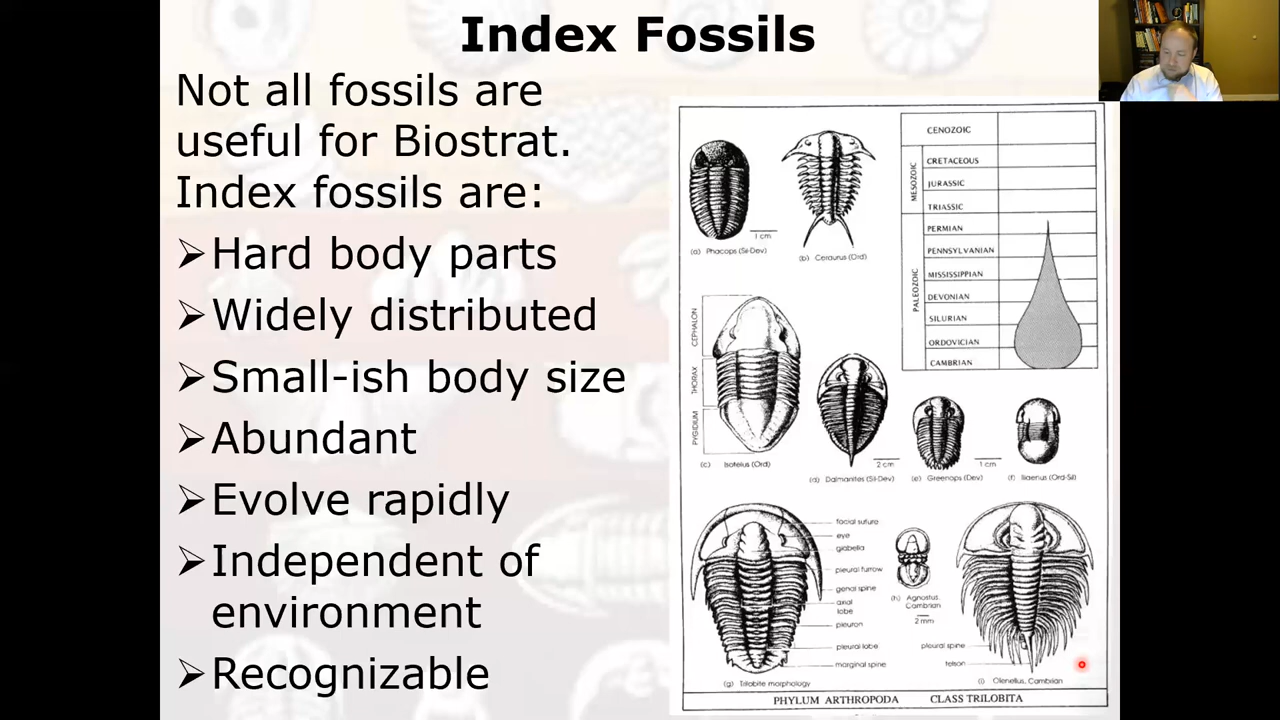 Index Fossils
Not all fossils are
useful for Biostrat.
Index fossils are:
➢Hard body parts
➢Widely distributed
➢Small-ish body size
➢Abundant
➢Evolve rapidly
➢Independent of
environment
➢Recognizable
CENOZOIC
MESOZOIC
CRETACEOUS
JURASSIC
TRIASSIC
PALEOZOIC
PERMIAN
PENNSYLVANIAN
MISSISSIPPIAN
DEVONIAN
SILURIAN
ORDOVICIAN
CAMBRIAN
1 cm
(a) Phacops (Sil-Dev)
(b) Ceraurus (Ord)
CEPHALON
THORAX
PYGIDIUM
(c) Isotelus (Ord)
2 cm
(d) Dalmanites (Sil-Dev)
1 cm
(e) Greenops (Dev)
(f) Illaenus (Ord-Sil)
facial suture
eye
glabella
pleural furrow
genal spine
axial
lobe
pleuron
pleural lobe
marginal spine
(g) Trilobite morphology
(h) Agnostus,
Cambrian
2 mm
pleural spine
telson
(i) Olenellus, Cambrian
PHYLUM ARTHROPODA CLASS TRILOBITA